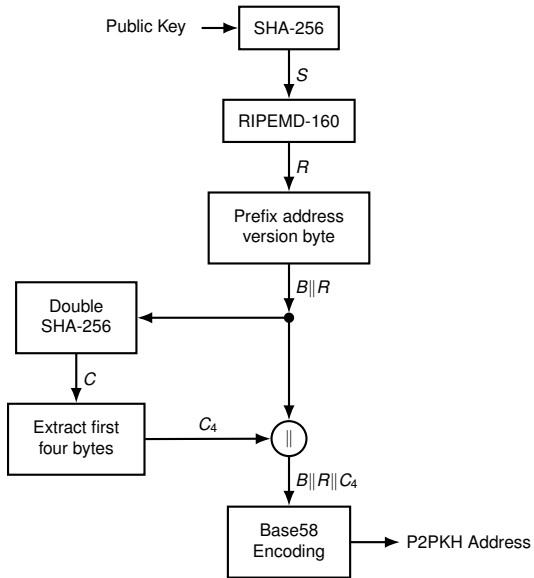 Public Key
SHA-256
S
RIPEMD-160
R
Prefix address
version byte
B||R
Double
SHA-256
C
Extract first
four bytes
C₄
||
B||R||C₄
Base58
Encoding
P2PKH Address